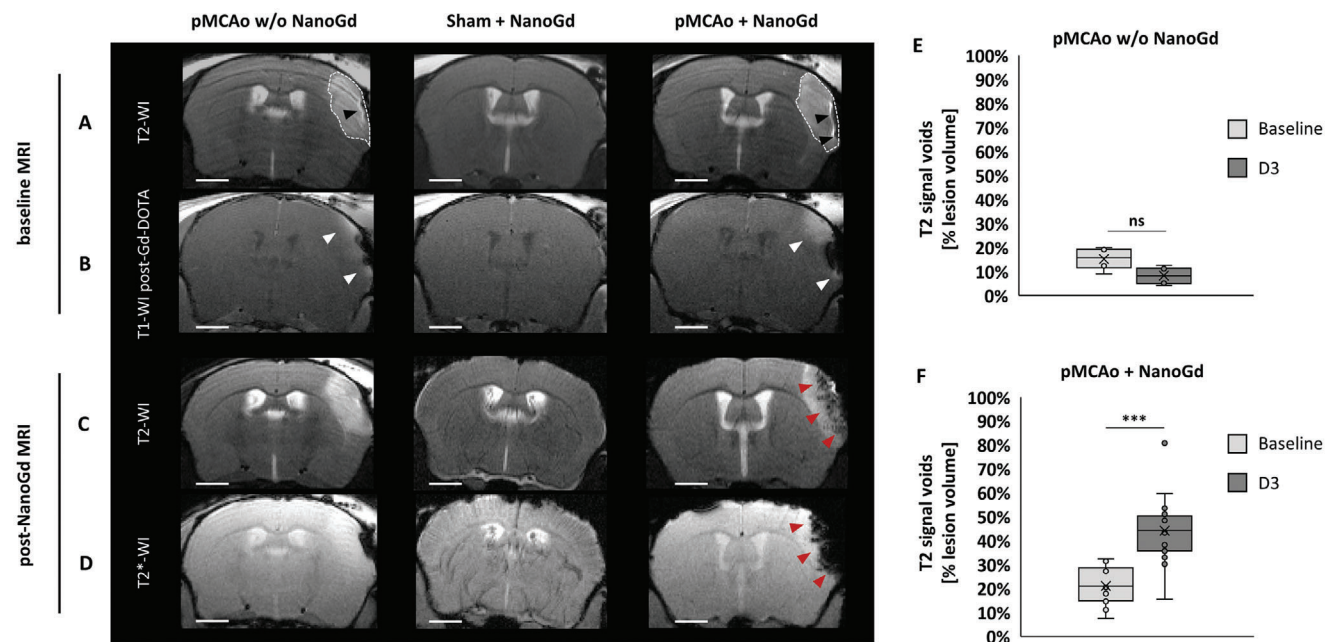 pMCAo w/o NanoGd
Sham + NanoGd
pMCAo + NanoGd
baseline MRI
A
T2-WI
B
T1-WI post-Gd-DOTA
post-NanoGd MRI
C
T2-WI
D
T2*-WI
E
pMCAo w/o NanoGd
T2 signal voids
[% lesion volume]
100%
90%
80%
70%
60%
50%
40%
30%
20%
10%
0%
ns
Baseline
D3
F
pMCAo + NanoGd
T2 signal voids
[% lesion volume]
100%
90%
80%
70%
60%
50%
40%
30%
20%
10%
0%
***
Baseline
D3